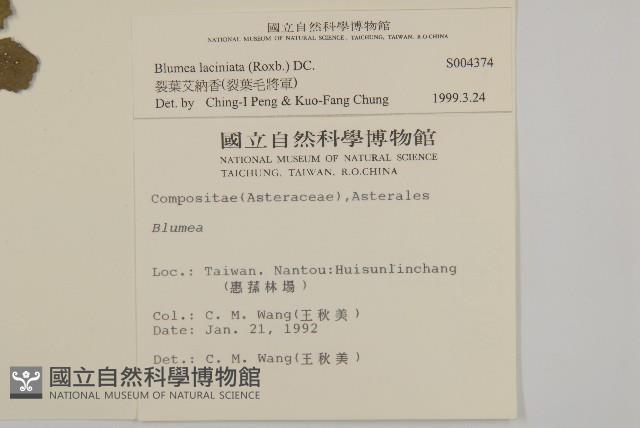 國立自然科學博物館
NATIONAL MUSEUM OF NATURAL SCIENCE, TAICHUNG, TAIWAN, R.O.CHINA
Blumea laciniata (Roxb.) DC. S004374
裂葉艾納香(裂葉毛將軍)
Det. by Ching-I Peng & Kuo-Fang Chung 1999.3.24
國立自然科學博物館
NATIONAL MUSEUM OF NATURAL SCIENCE
TAICHUNG, TAIWAN, R.O.CHINA
Compositae(Asteraceae),Asterales
Blumea
Loc.: Taiwan. Nantou:Huisunlinchang
(惠蓀林場)
Col.: C. M. Wang(王秋美)
Date: Jan. 21, 1992
Det.: C. M. Wang(王秋美)
國立自然科學博物館
NATIONAL MUSEUM OF NATURAL SCIENCE